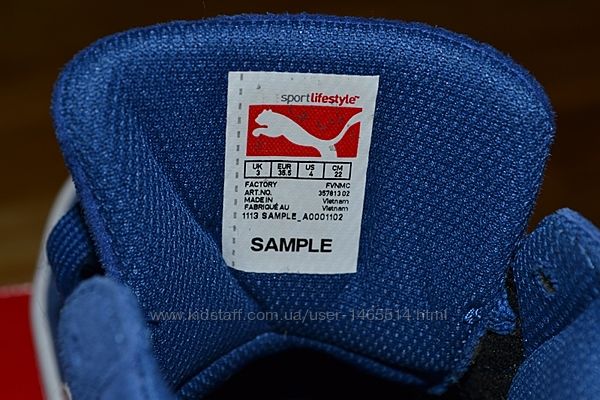 sportlifestyle™
UK EUR US CM
3 35.5 4 22
FACTORY FVNMC
ART.NO. 357813 02
MADE IN Vietnam
FABRIQUÉ AU Vietnam
1113 SAMPLE_A0001102
SAMPLE
www.kidstaff.com.ua/user-1465514.html